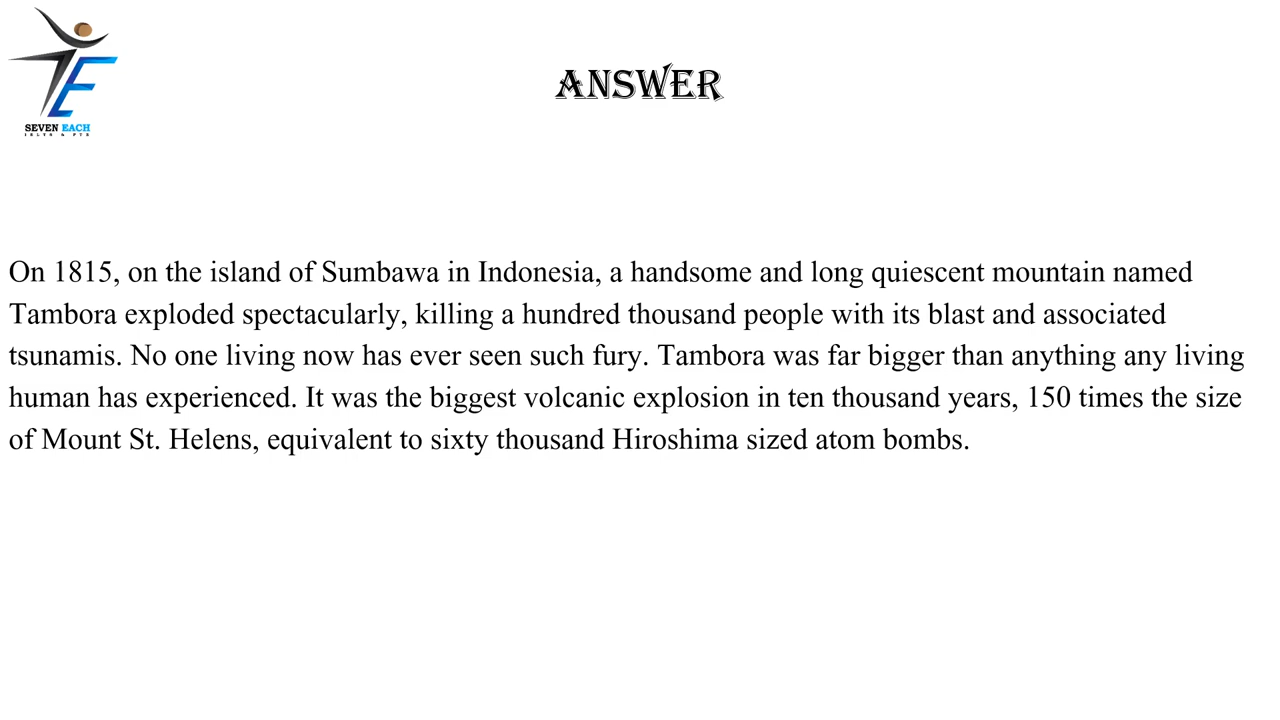 SEVEN EACH
IELTS & PTE
ANSWER
On 1815, on the island of Sumbawa in Indonesia, a handsome and long quiescent mountain named
Tambora exploded spectacularly, killing a hundred thousand people with its blast and associated
tsunamis. No one living now has ever seen such fury. Tambora was far bigger than anything any living
human has experienced. It was the biggest volcanic explosion in ten thousand years, 150 times the size
of Mount St. Helens, equivalent to sixty thousand Hiroshima sized atom bombs.